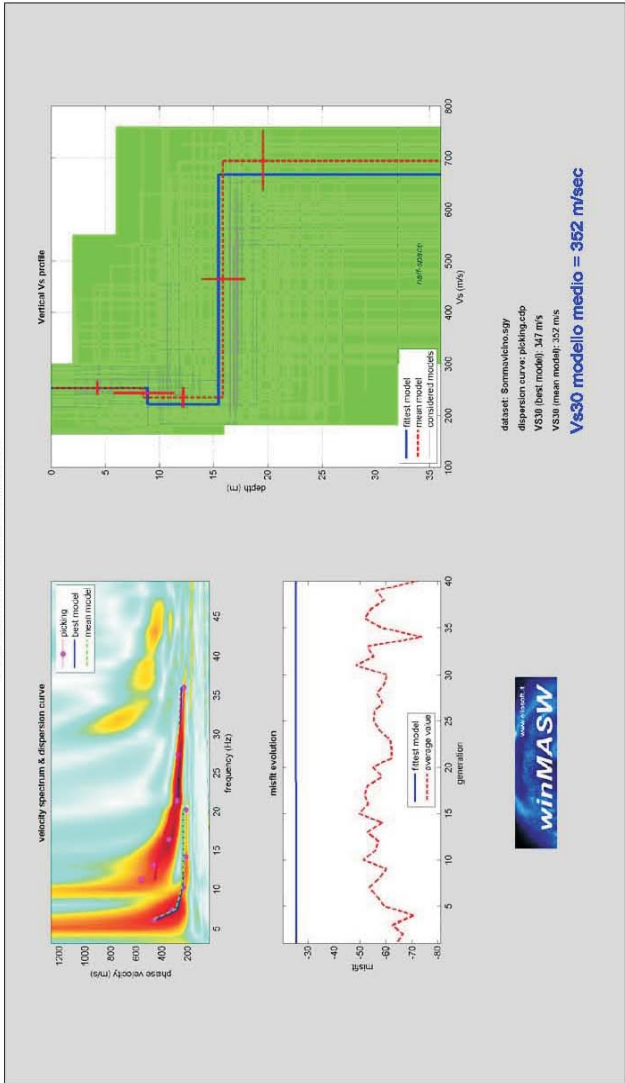 velocity spectrum & dispersion curve
picking
best model
mean model
1200
1000
800
600
400
200
phase velocity (m/s)
5
10
15
20
25
30
35
45
frequency (Hz)
Vertical Vs profile
0
5
10
15
20
25
30
35
depth (m)
fittest model
mean model
considered models
half-space
100
200
300
400
500
600
700
800
Vs (m/s)
misfit evolution
-30
-40
-50
-60
-70
-80
misfit
fittest model
average value
5
10
15
20
25
30
35
40
generation
www.eliosoft.it
winMASW
dataset: Sommavicino.sgy
dispersion curve: picking.cdp
VS30 (best model): 347 m/s
VS30 (mean model): 352 m/s
Vs30 modello medio = 352 m/sec